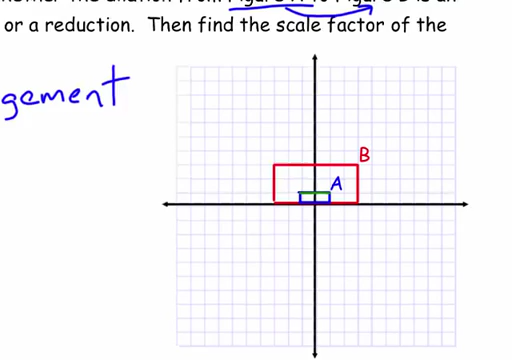 or a reduction. Then find the scale factor of the
gement
B
A